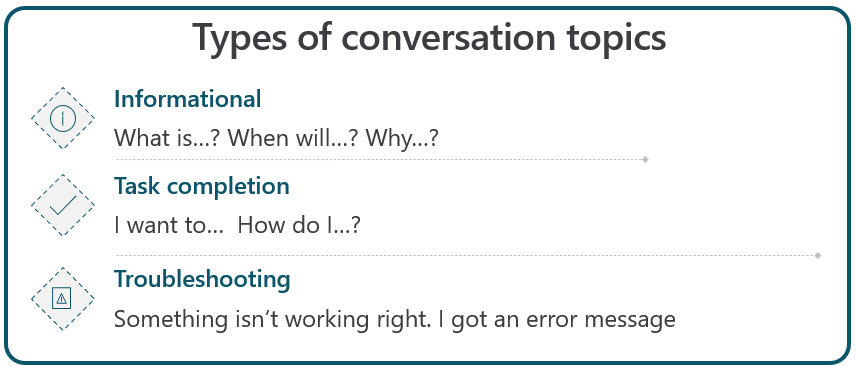 Types of conversation topics
Informational
What is...? When will...? Why...?
Task completion
I want to...  How do I...?
Troubleshooting
Something isn't working right. I got an error message